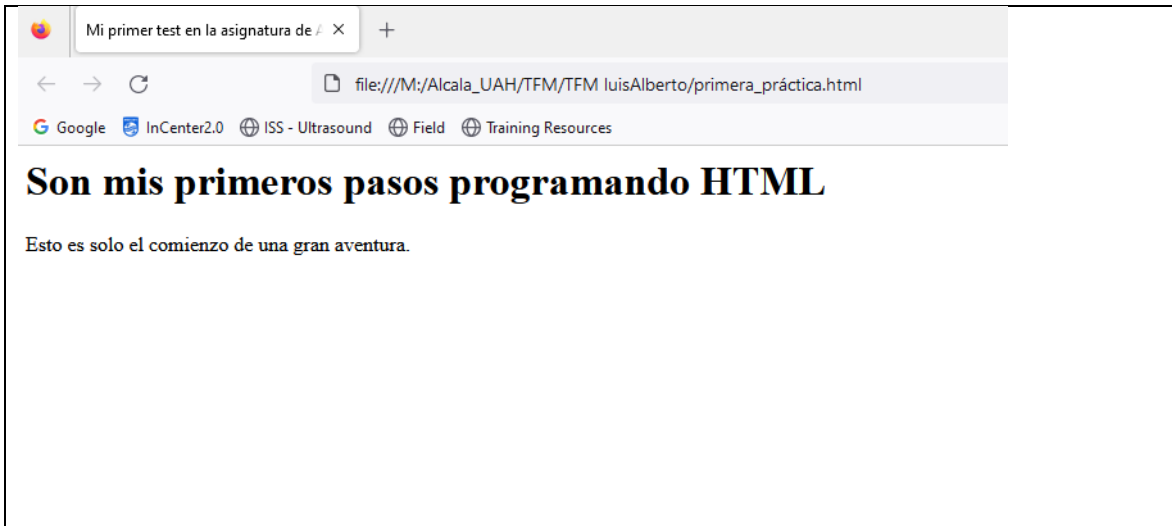 Mi primer test en la asignatura de
file:///M:/Alcala_UAH/TFM/TFM luisAlberto/primera_práctica.html
Google InCenter2.0 ISS - Ultrasound Field Training Resources
Son mis primeros pasos programando HTML
Esto es solo el comienzo de una gran aventura.